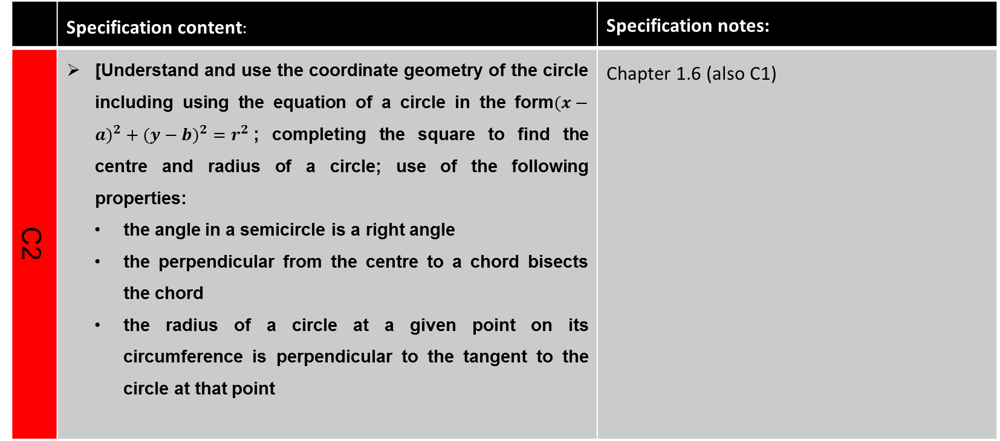 Specification content:
Specification notes:
C2
➢ [Understand and use the coordinate geometry of the circle
including using the equation of a circle in the form(x −
a)² + (y − b)² = r² ; completing the square to find the
centre and radius of a circle; use of the following
properties:
• the angle in a semicircle is a right angle
• the perpendicular from the centre to a chord bisects
the chord
• the radius of a circle at a given point on its
circumference is perpendicular to the tangent to the
circle at that point
Chapter 1.6 (also C1)